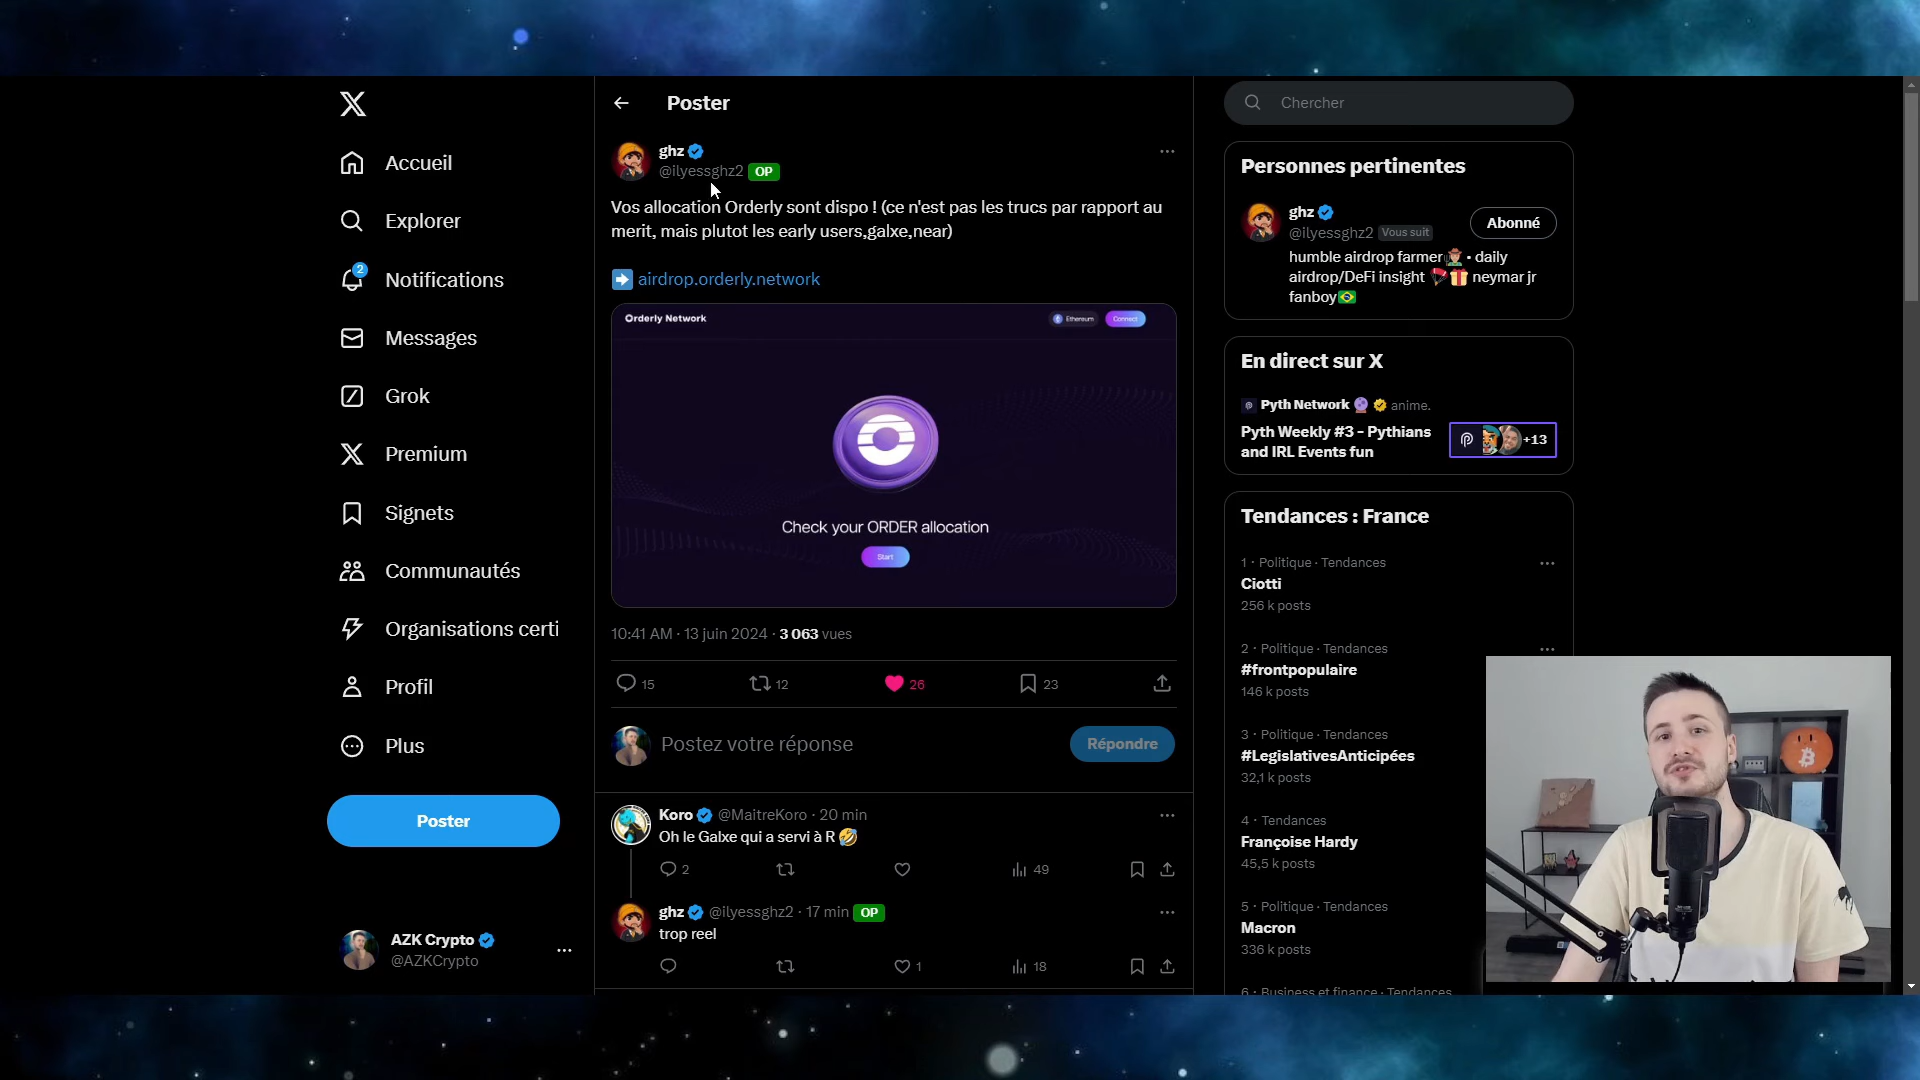 Accueil
Explorer
2
Notifications
Messages
Grok
Premium
Signets
Communautés
Organisations certi
Profil
Plus
Poster
AZK Crypto
@AZKCrypto
Poster
ghz
@ilyessghz2 OP
Vos allocation Orderly sont dispo ! (ce n'est pas les trucs par rapport au
merit, mais plutot les early users,galxe,near)
airdrop.orderly.network
Orderly Network
Ethereum
Connect
Check your ORDER allocation
Start
10:41 AM · 13 juin 2024 · 3 063 vues
15
12
26
23
Postez votre réponse
Répondre
Koro @MaitreKoro · 20 min
Oh le Galxe qui a servi à R
2
49
ghz @ilyessghz2 · 17 min OP
trop reel
1
18
Chercher
Personnes pertinentes
ghz
@ilyessghz2 Vous suit
Abonné
humble airdrop farmer • daily
airdrop/DeFi insight neymar jr
fanboy
En direct sur X
Pyth Network anime.
Pyth Weekly #3 - Pythians
and IRL Events fun
+13
Tendances : France
1 · Politique · Tendances
Ciotti
256 k posts
2 · Politique · Tendances
#frontpopulaire
146 k posts
3 · Politique · Tendances
#LegislativesAnticipées
32,1 k posts
4 · Tendances
Françoise Hardy
45,5 k posts
5 · Politique · Tendances
Macron
336 k posts
6 · Business et finance · Tendances